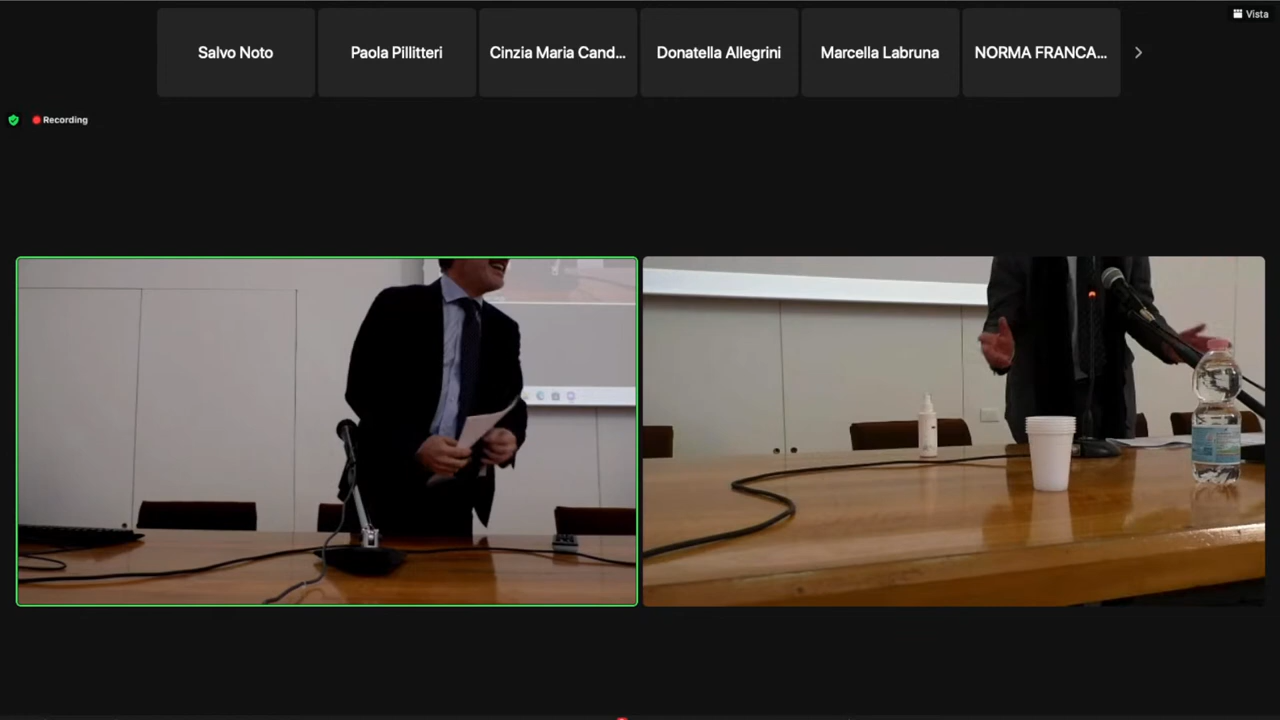 Vista
Salvo Noto
Paola Pillitteri
Cinzia Maria Cand...
Donatella Allegrini
Marcella Labruna
NORMA FRANCA...
Recording